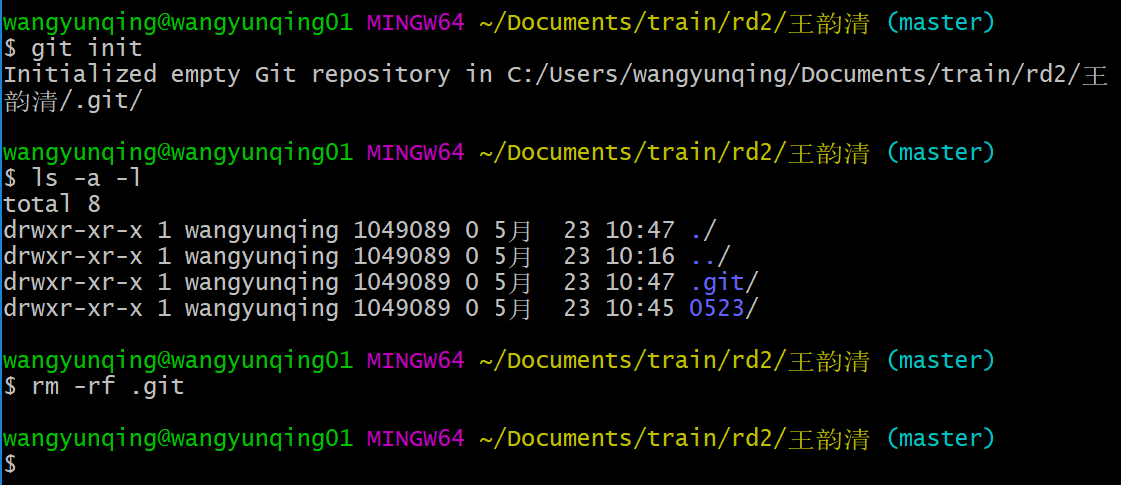 wangyunqing@wangyunqing01 MINGW64 ~/Documents/train/rd2/王韵清 (master)
$ git init
Initialized empty Git repository in C:/Users/wangyunqing/Documents/train/rd2/王
韵清/.git/
wangyunqing@wangyunqing01 MINGW64 ~/Documents/train/rd2/王韵清 (master)
$ ls -a -l
total 8
drwxr-xr-x 1 wangyunqing 1049089 0 5月  23 10:47 ./
drwxr-xr-x 1 wangyunqing 1049089 0 5月  23 10:16 ../
drwxr-xr-x 1 wangyunqing 1049089 0 5月  23 10:47 .git/
drwxr-xr-x 1 wangyunqing 1049089 0 5月  23 10:45 0523/
wangyunqing@wangyunqing01 MINGW64 ~/Documents/train/rd2/王韵清 (master)
$ rm -rf .git
wangyunqing@wangyunqing01 MINGW64 ~/Documents/train/rd2/王韵清 (master)
$